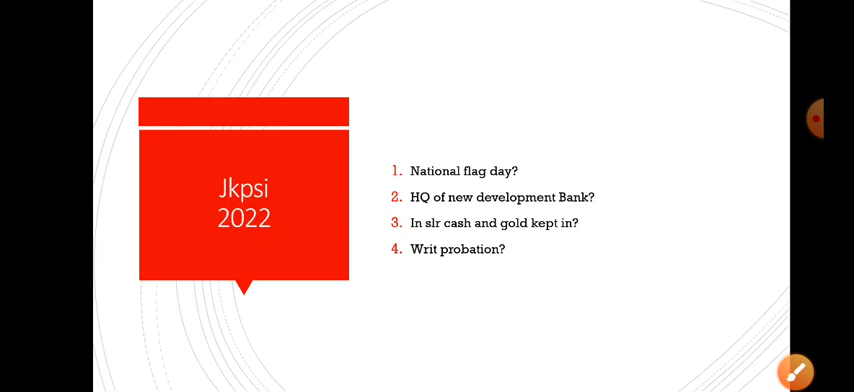 Jkpsi
2022
1. National flag day?
2. HQ of new development Bank?
3. In slr cash and gold kept in?
4. Writ probation?